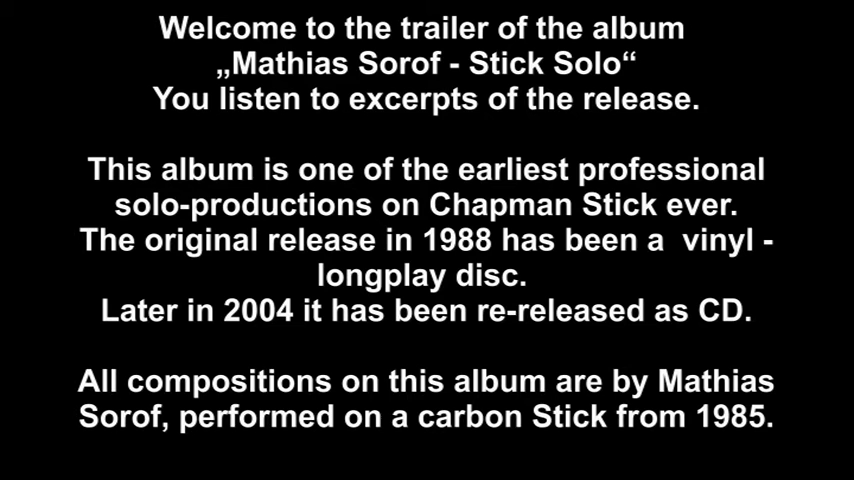 Welcome to the trailer of the album
„Mathias Sorof - Stick Solo“
You listen to excerpts of the release.
This album is one of the earliest professional
solo-productions on Chapman Stick ever.
The original release in 1988 has been a  vinyl -
longplay disc.
Later in 2004 it has been re-released as CD.
All compositions on this album are by Mathias
Sorof, performed on a carbon Stick from 1985.